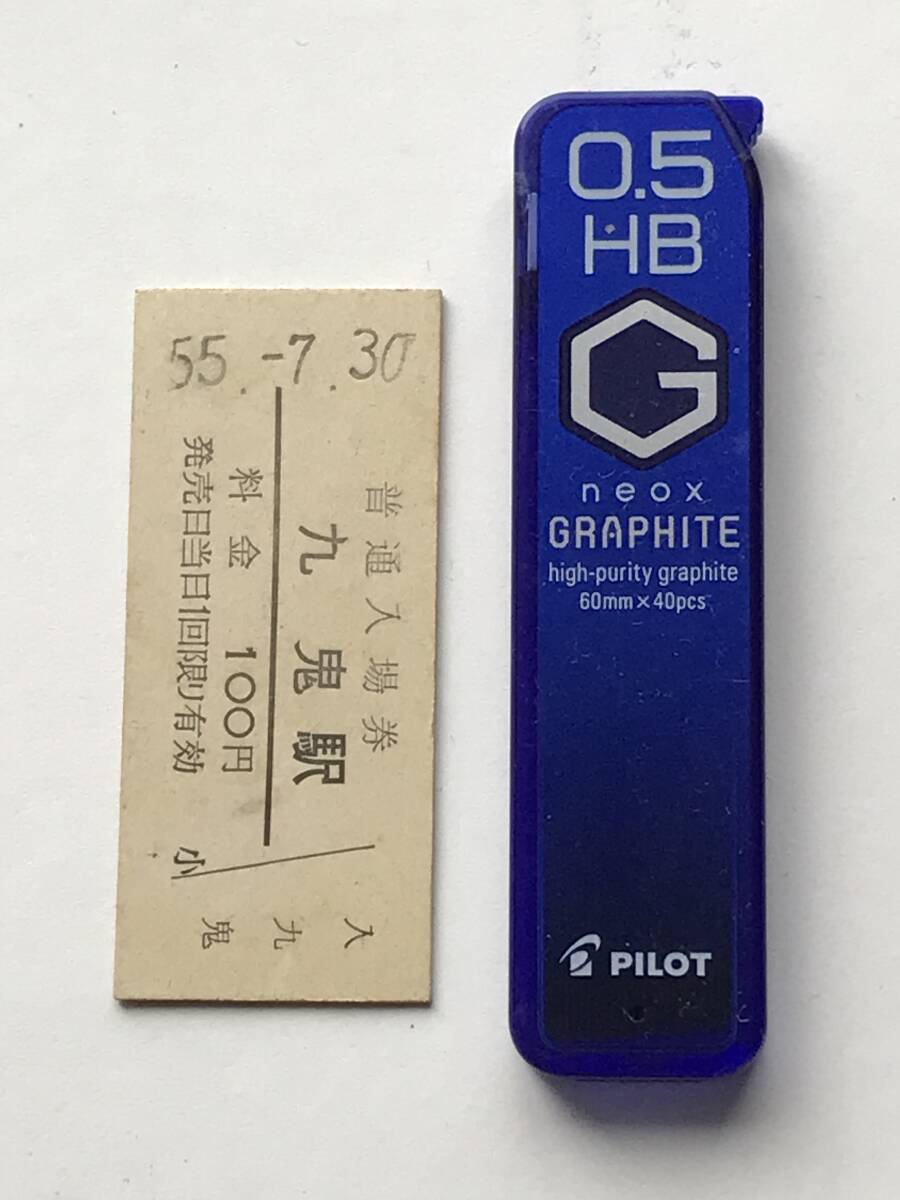 55.-7.30
普通入場券
九鬼駅
料金 100円
発売日当日1回限り有効
小
入
九
鬼
0.5
HB
G
neox
GRAPHITE
high-purity graphite
60mm×40pcs
PILOT